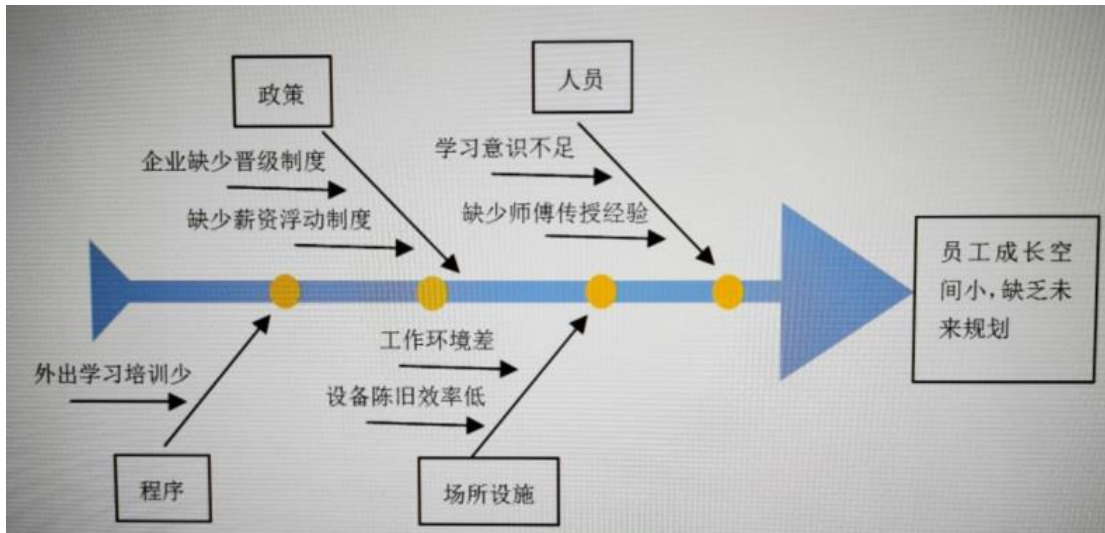 政策
人员
企业缺少晋级制度
学习意识不足
缺少薪资浮动制度
缺少师傅传授经验
员工成长空
间小，缺乏未
来规划
工作环境差
外出学习培训少
设备陈旧效率低
程序
场所设施